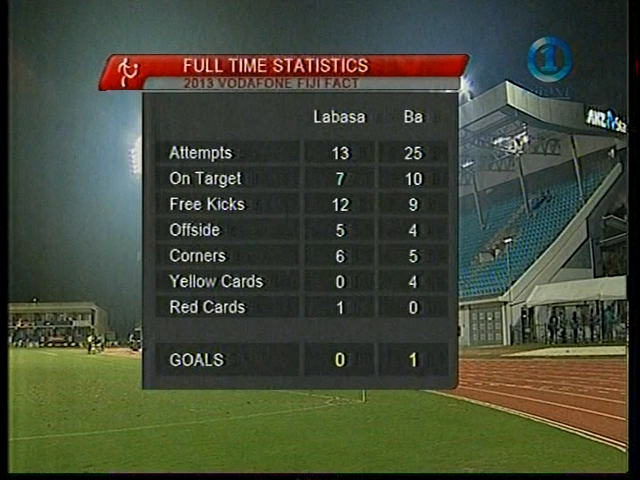 FULL TIME STATISTICS
2013 VODAFONE FIJI FACT
Labasa Ba
Attempts 13 25
On Target 7 10
Free Kicks 12 9
Offside 5 4
Corners 6 5
Yellow Cards 0 4
Red Cards 1 0
GOALS 0 1
1
ANZ